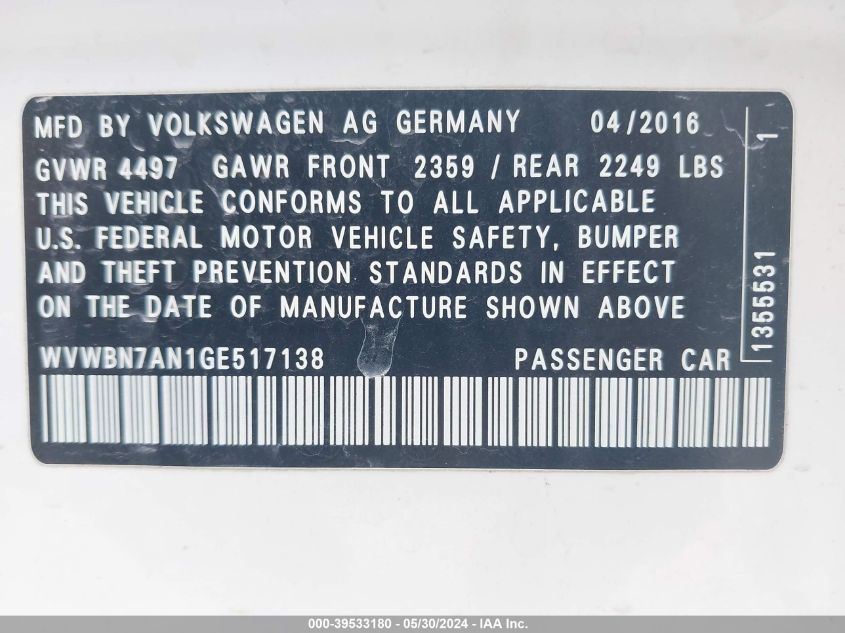 MFD BY VOLKSWAGEN AG GERMANY 04/2016
GVWR 4497 GAWR FRONT 2359 / REAR 2249 LBS
THIS VEHICLE CONFORMS TO ALL APPLICABLE
U.S. FEDERAL MOTOR VEHICLE SAFETY, BUMPER
AND THEFT PREVENTION STANDARDS IN EFFECT
ON THE DATE OF MANUFACTURE SHOWN ABOVE
WVWBN7AN1GE517138 PASSENGER CAR
1355531 1
000-39533180 - 05/30/2024 - IAA Inc.